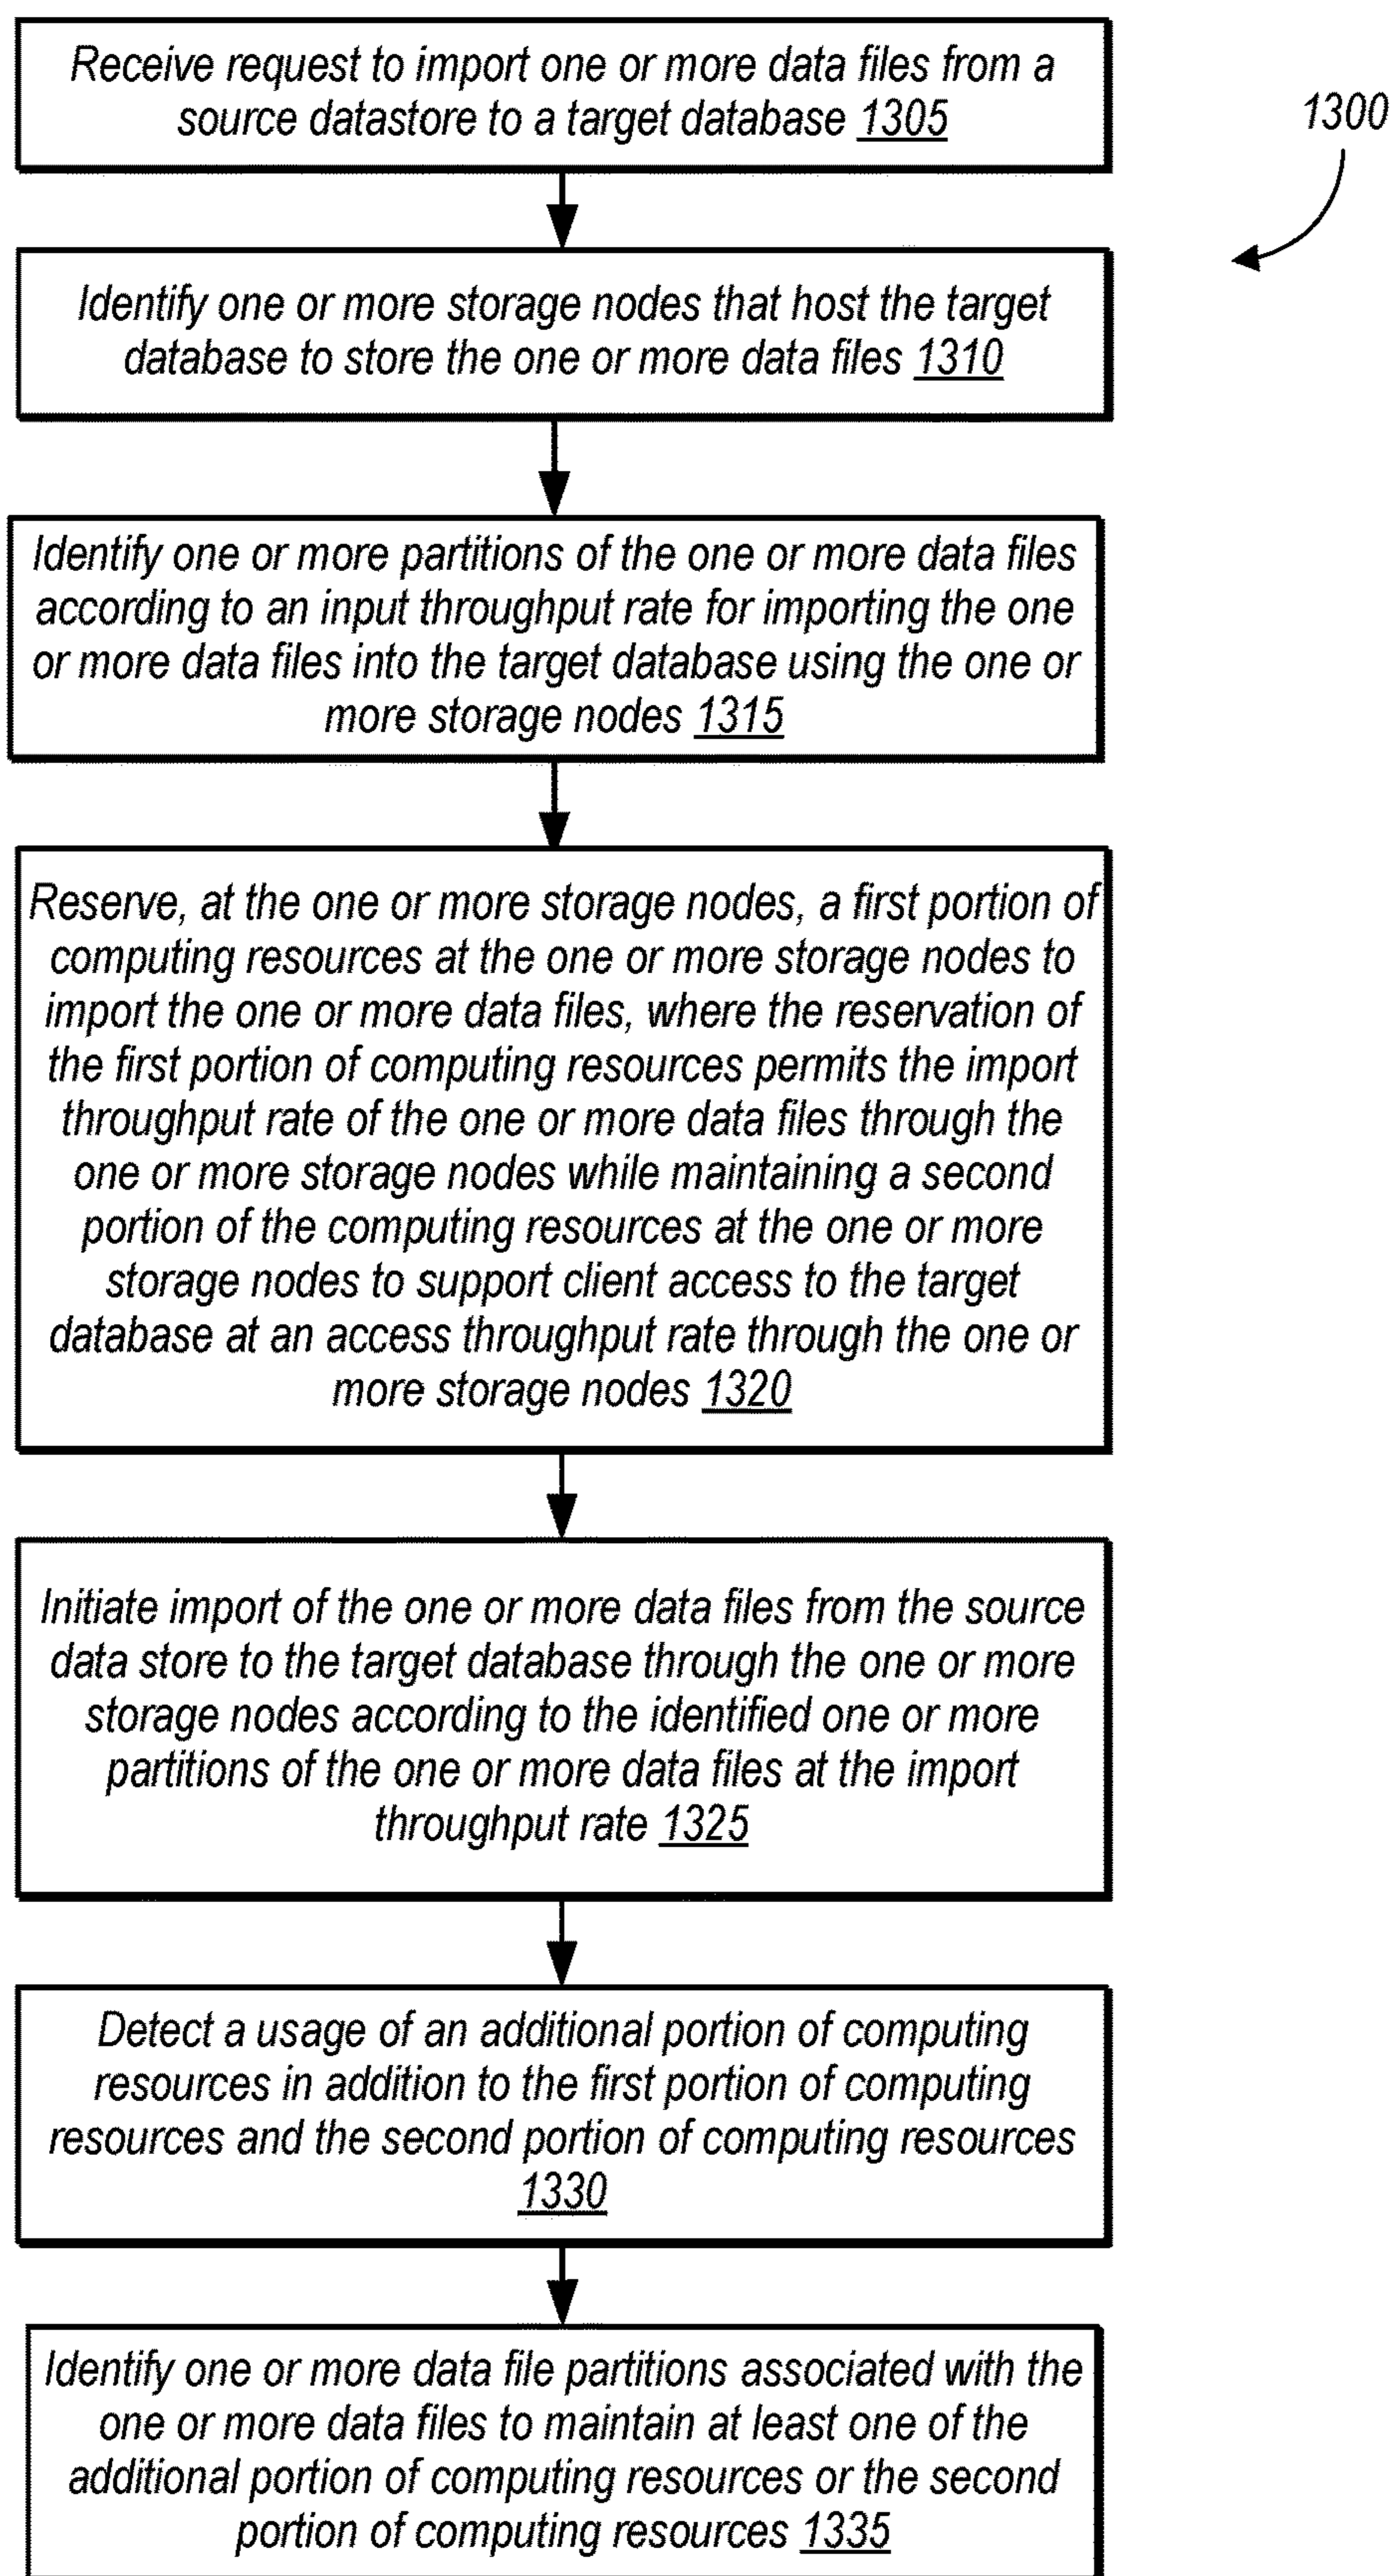 Receive request to import one or more data files from a
source datastore to a target database 1305
1300
Identify one or more storage nodes that host the target
database to store the one or more data files 1310
Identify one or more partitions of the one or more data files
according to an input throughput rate for importing the one
or more data files into the target database using the one or
more storage nodes 1315
Reserve, at the one or more storage nodes, a first portion of
computing resources at the one or more storage nodes to
import the one or more data files, where the reservation of
the first portion of computing resources permits the import
throughput rate of the one or more data files through the
one or more storage nodes while maintaining a second
portion of the computing resources at the one or more
storage nodes to support client access to the target
database at an access throughput rate through the one or
more storage nodes 1320
Initiate import of the one or more data files from the source
data store to the target database through the one or more
storage nodes according to the identified one or more
partitions of the one or more data files at the import
throughput rate 1325
Detect a usage of an additional portion of computing
resources in addition to the first portion of computing
resources and the second portion of computing resources
1330
Identify one or more data file partitions associated with the
one or more data files to maintain at least one of the
additional portion of computing resources or the second
portion of computing resources 1335